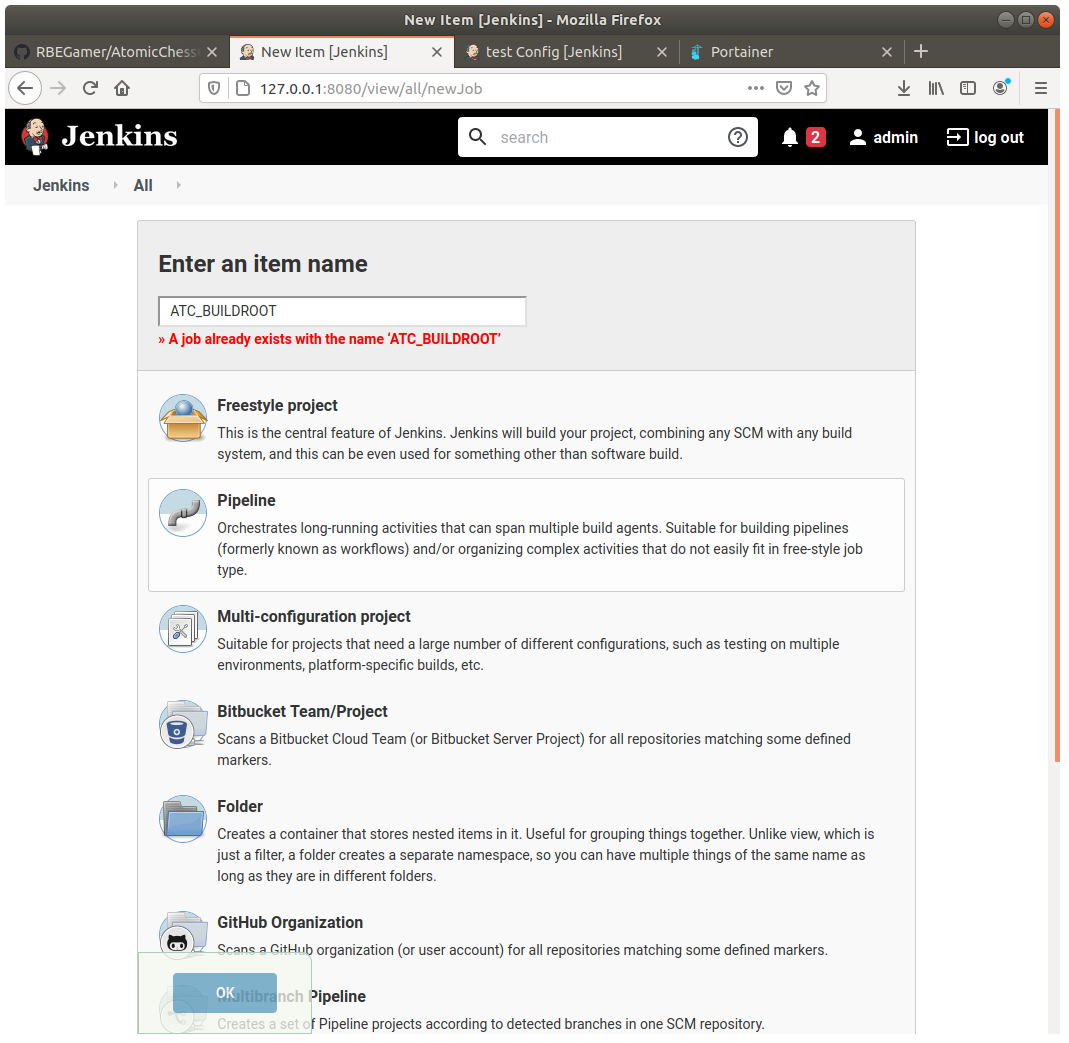 New Item [Jenkins] - Mozilla Firefox
RBEGamer/AtomicChess
New Item [Jenkins]
test Config [Jenkins]
Portainer
127.0.0.1:8080/view/all/newJob
Jenkins
search
2
admin
log out
Jenkins
All
Enter an item name
ATC_BUILDROOT
» A job already exists with the name ‘ATC_BUILDROOT’
Freestyle project
This is the central feature of Jenkins. Jenkins will build your project, combining any SCM with any build
system, and this can be even used for something other than software build.
Pipeline
Orchestrates long-running activities that can span multiple build agents. Suitable for building pipelines
(formerly known as workflows) and/or organizing complex activities that do not easily fit in free-style job
type.
Multi-configuration project
Suitable for projects that need a large number of different configurations, such as testing on multiple
environments, platform-specific builds, etc.
Bitbucket Team/Project
Scans a Bitbucket Cloud Team (or Bitbucket Server Project) for all repositories matching some defined
markers.
Folder
Creates a container that stores nested items in it. Useful for grouping things together. Unlike view, which is
just a filter, a folder creates a separate namespace, so you can have multiple things of the same name as
long as they are in different folders.
GitHub Organization
Scans a GitHub organization (or user account) for all repositories matching some defined markers.
OK
Multibranch Pipeline
Creates a set of Pipeline projects according to detected branches in one SCM repository.